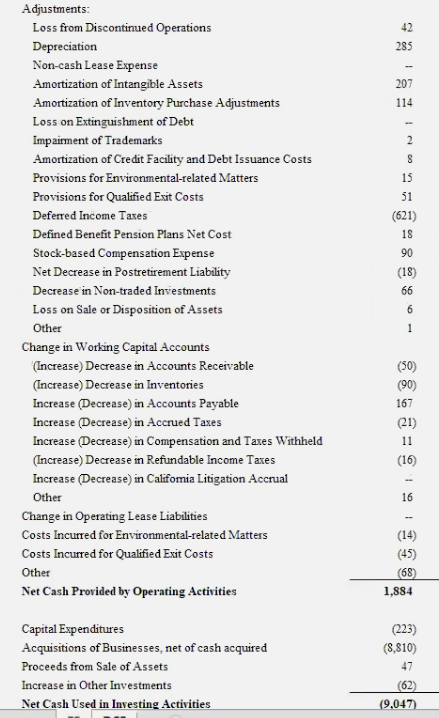 Adjustments:
Loss from Discontinued Operations 42
Depreciation 285
Non-cash Lease Expense --
Amortization of Intangible Assets 207
Amortization of Inventory Purchase Adjustments 114
Loss on Extinguishment of Debt --
Impairment of Trademarks 2
Amortization of Credit Facility and Debt Issuance Costs 8
Provisions for Environmental-related Matters 15
Provisions for Qualified Exit Costs 51
Deferred Income Taxes (621)
Defined Benefit Pension Plans Net Cost 18
Stock-based Compensation Expense 90
Net Decrease in Postretirement Liability (18)
Decrease in Non-traded Investments 66
Loss on Sale or Disposition of Assets 6
Other 1
Change in Working Capital Accounts
(Increase) Decrease in Accounts Receivable (50)
(Increase) Decrease in Inventories (90)
Increase (Decrease) in Accounts Payable 167
Increase (Decrease) in Accrued Taxes (21)
Increase (Decrease) in Compensation and Taxes Withheld 11
(Increase) Decrease in Refundable Income Taxes (16)
Increase (Decrease) in California Litigation Accrual --
Other 16
Change in Operating Lease Liabilities --
Costs Incurred for Environmental-related Matters (14)
Costs Incurred for Qualified Exit Costs (45)
Other (68)
Net Cash Provided by Operating Activities 1,884
Capital Expenditures (223)
Acquisitions of Businesses, net of cash acquired (8,810)
Proceeds from Sale of Assets 47
Increase in Other Investments (62)
Net Cash Used in Investing Activities (9,047)